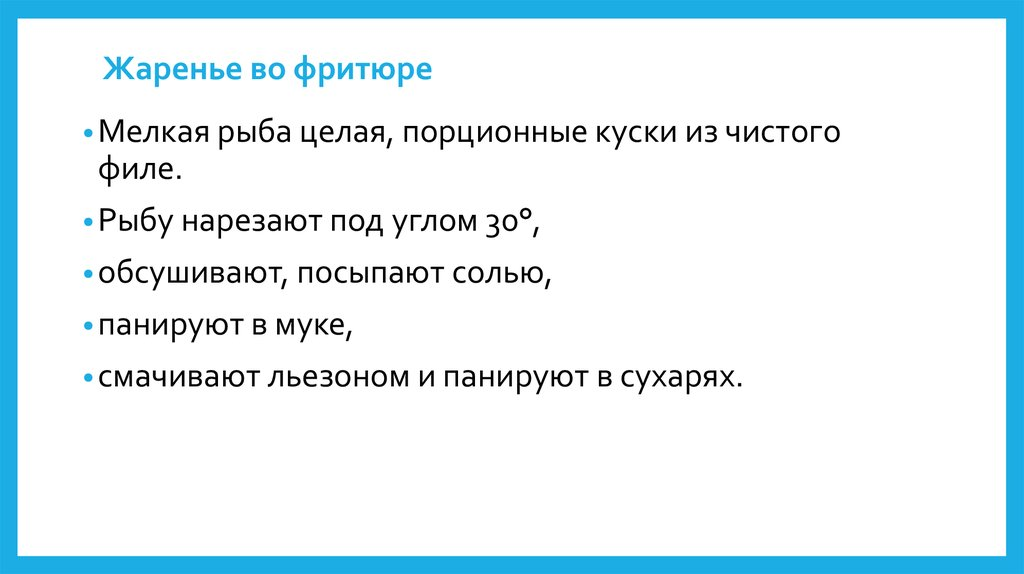 Жаренье во фритюре
• Мелкая рыба целая, порционные куски из чистого
филе.
• Рыбу нарезают под углом 30°,
• обсушивают, посыпают солью,
• панируют в муке,
• смачивают льезоном и панируют в сухарях.